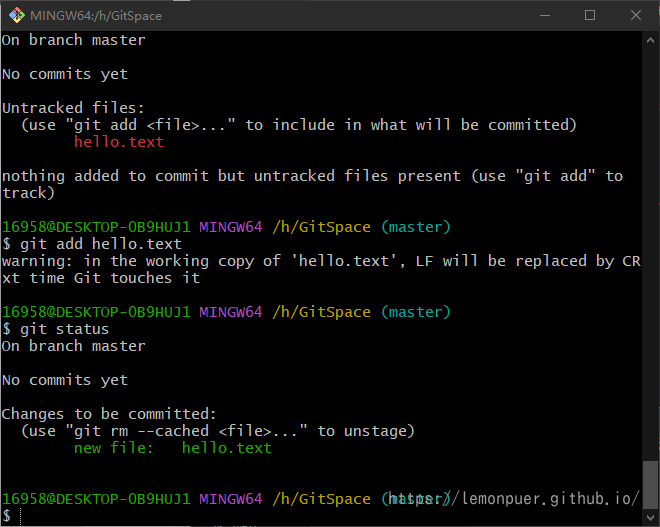 MINGW64:/h/GitSpace
On branch master
No commits yet
Untracked files:
(use "git add <file>..." to include in what will be committed)
hello.text
nothing added to commit but untracked files present (use "git add" to
track)
16958@DESKTOP-OB9HUJ1 MINGW64 /h/GitSpace (master)
$ git add hello.text
warning: in the working copy of 'hello.text', LF will be replaced by CR
xt time Git touches it
16958@DESKTOP-OB9HUJ1 MINGW64 /h/GitSpace (master)
$ git status
On branch master
No commits yet
Changes to be committed:
(use "git rm --cached <file>..." to unstage)
new file:   hello.text
16958@DESKTOP-OB9HUJ1 MINGW64 /h/GitSpace (master)
https://lemonpuer.github.io/
$